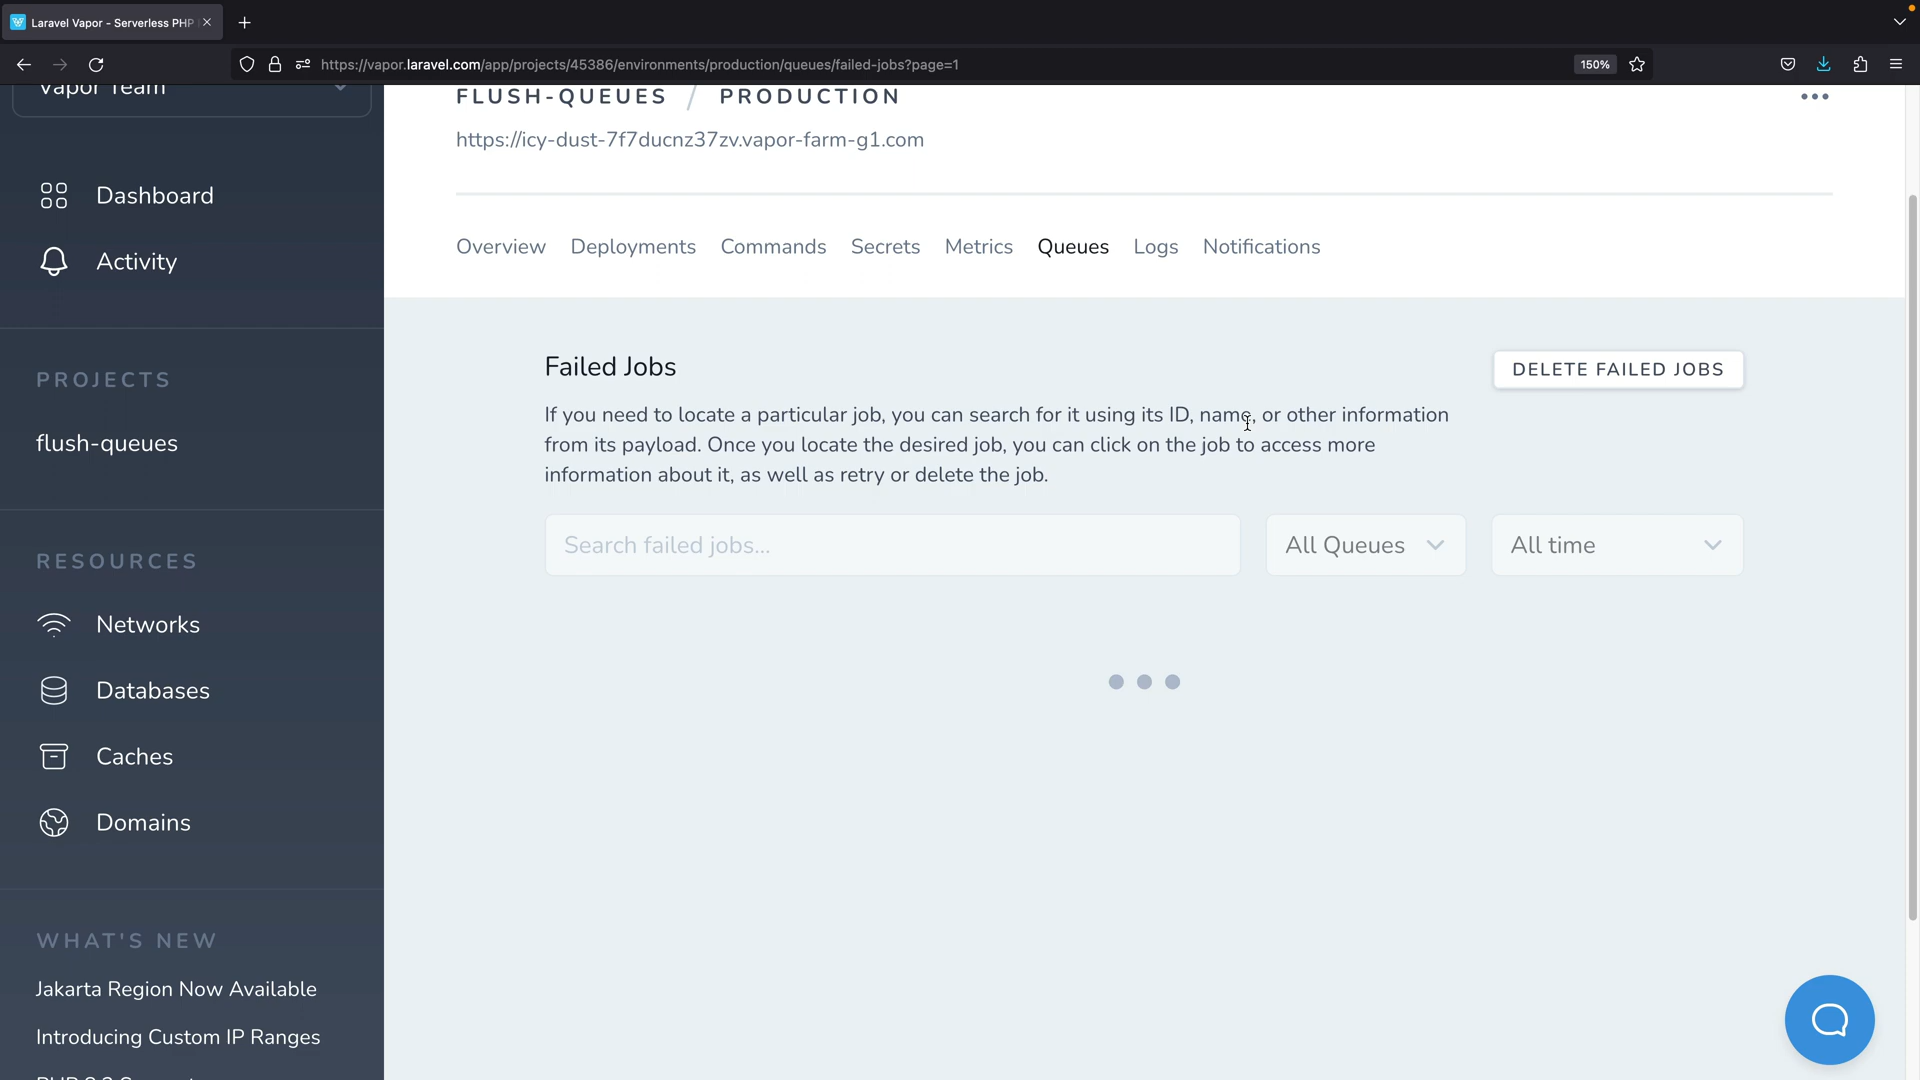 Laravel Vapor - Serverless PHP
https://vapor.laravel.com/app/projects/45386/environments/production/queues/failed-jobs?page=1
150%
Vapor Team
Dashboard
Activity
PROJECTS
flush-queues
RESOURCES
Networks
Databases
Caches
Domains
WHAT'S NEW
Jakarta Region Now Available
Introducing Custom IP Ranges
FLUSH-QUEUES / PRODUCTION
https://icy-dust-7f7ducnz37zv.vapor-farm-g1.com
Overview Deployments Commands Secrets Metrics Queues Logs Notifications
Failed Jobs
DELETE FAILED JOBS
If you need to locate a particular job, you can search for it using its ID, name, or other information
from its payload. Once you locate the desired job, you can click on the job to access more
information about it, as well as retry or delete the job.
Search failed jobs...
All Queues
All time